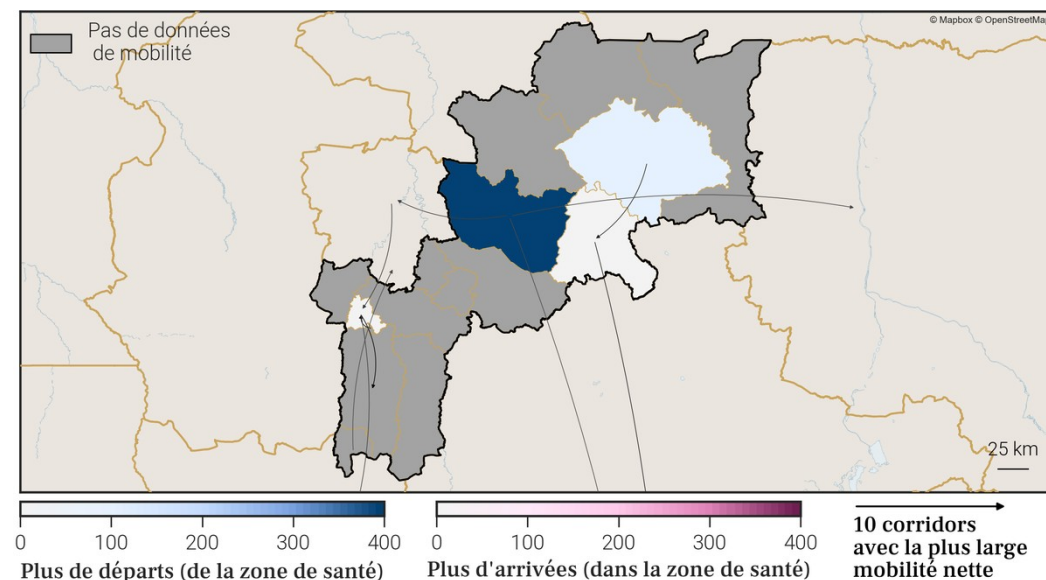 © Mapbox © OpenStreetMap
Pas de données
de mobilité
25 km
0 100 200 300 400
Plus de départs (de la zone de santé)
0 100 200 300 400
Plus d'arrivées (dans la zone de santé)
10 corridors
avec la plus large
mobilité nette